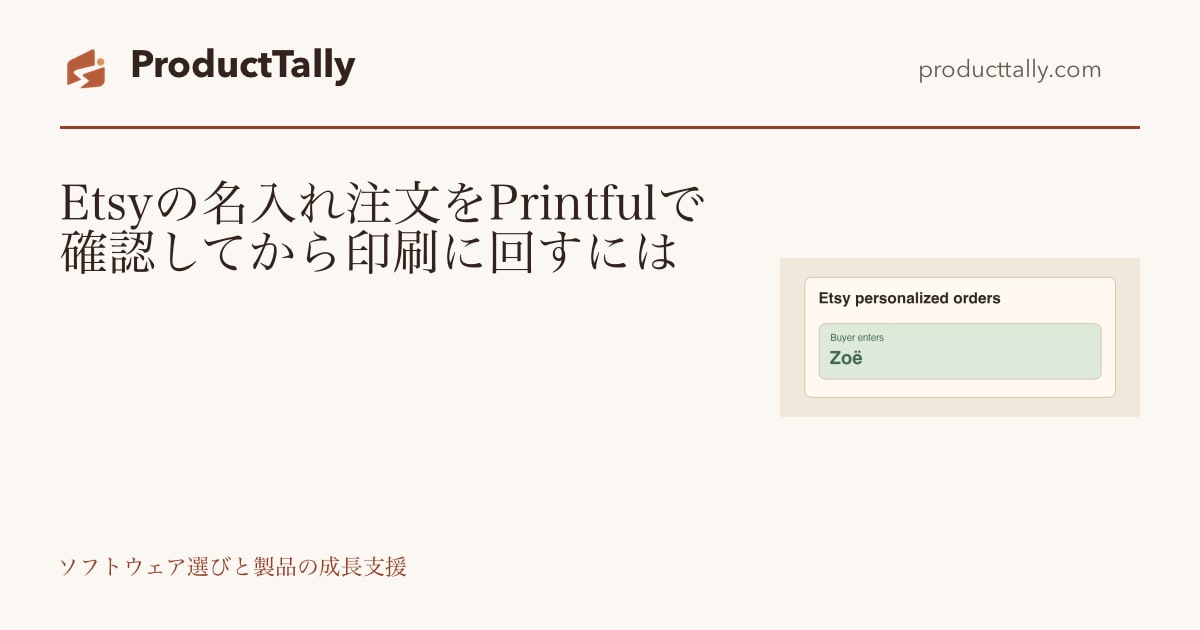 ProductTally
producttally.com
Etsyの名入れ注文をPrintfulで
確認してから印刷に回すには
Etsy personalized orders
Buyer enters
Zoë
ソフトウェア選びと製品の成長支援